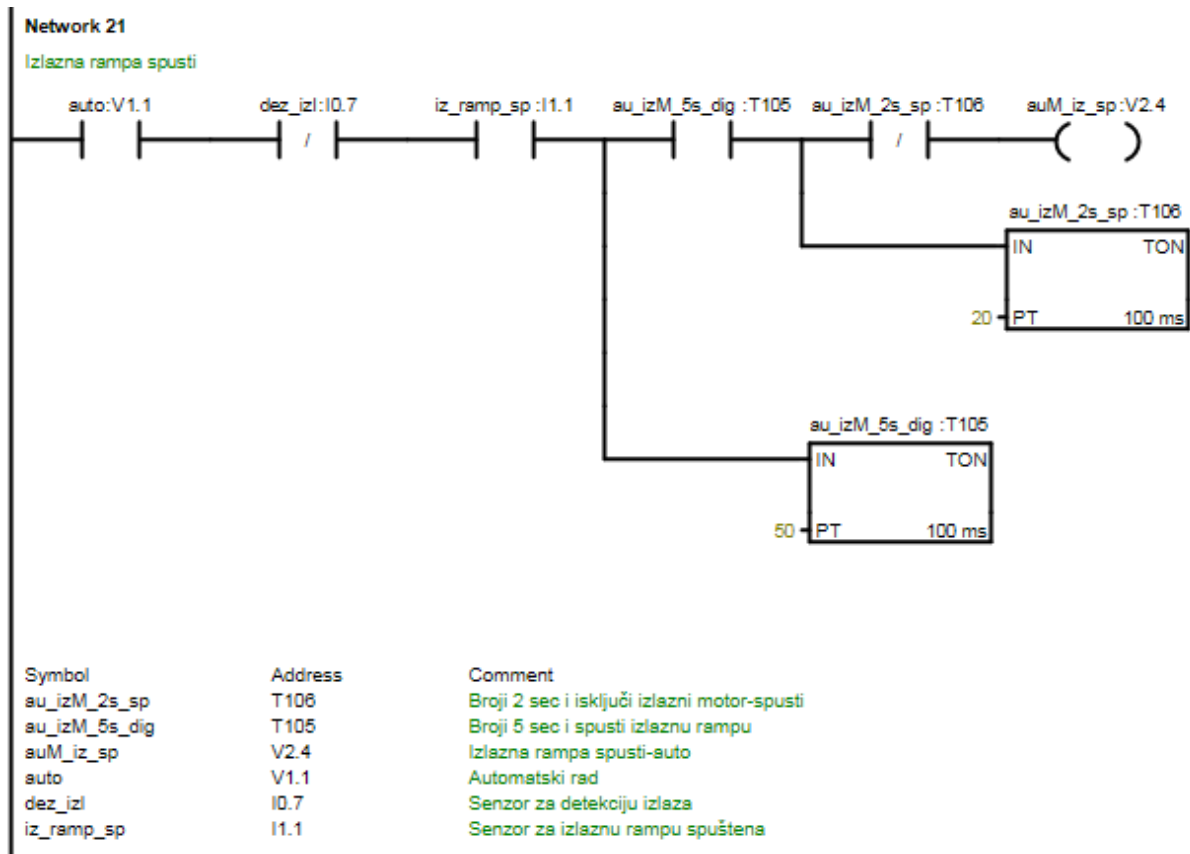 Network 21
Izlazna rampa spusti
auto:V1.1 dez_izl:I0.7 iz_ramp_sp:I1.1 au_izM_5s_dig :T105 au_izM_2s_sp:T106 auM_iz_sp:V2.4
/ /
au_izM_2s_sp:T106
IN TON
20 PT 100 ms
au_izM_5s_dig :T105
IN TON
50 PT 100 ms
Symbol Address Comment
au_izM_2s_sp T106 Broji 2 sec i isključi izlazni motor-spusti
au_izM_5s_dig T105 Broji 5 sec i spusti izlaznu rampu
auM_iz_sp V2.4 Izlazna rampa spusti-auto
auto V1.1 Automatski rad
dez_izl I0.7 Senzor za detekciju izlaza
iz_ramp_sp I1.1 Senzor za izlaznu rampu spuštena